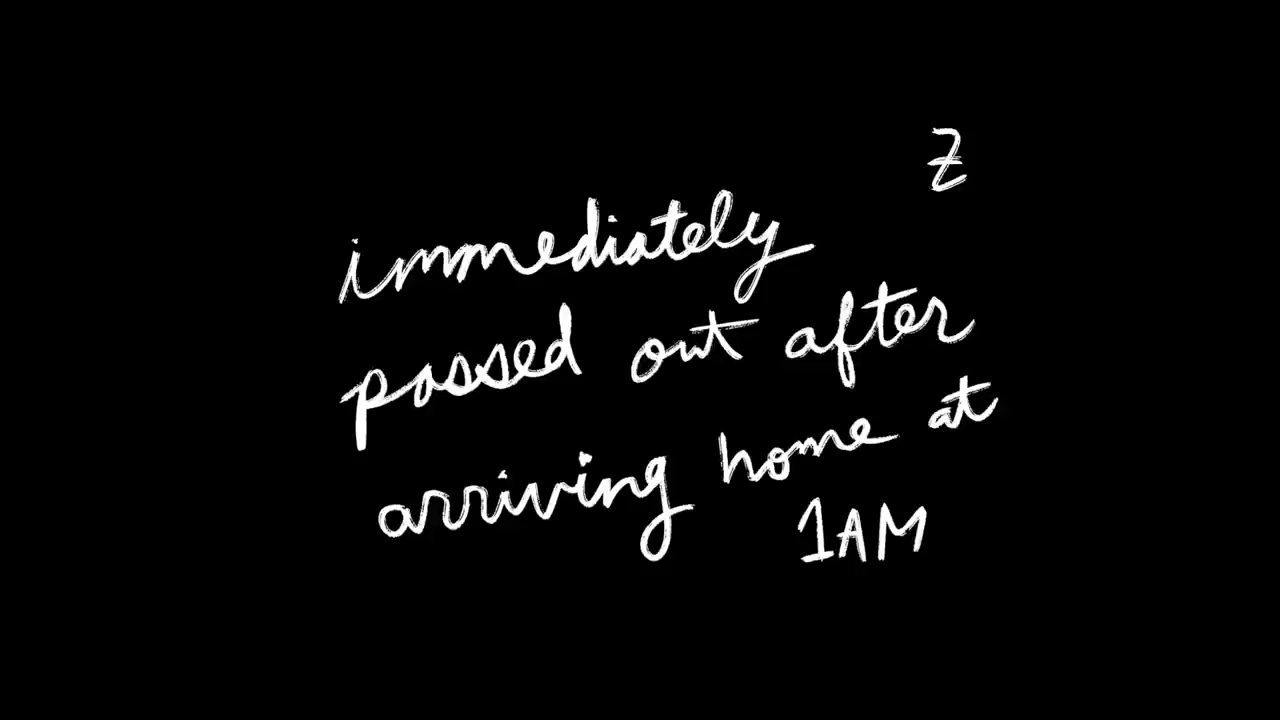 Z
immediately
passed out after
arriving home at
1AM